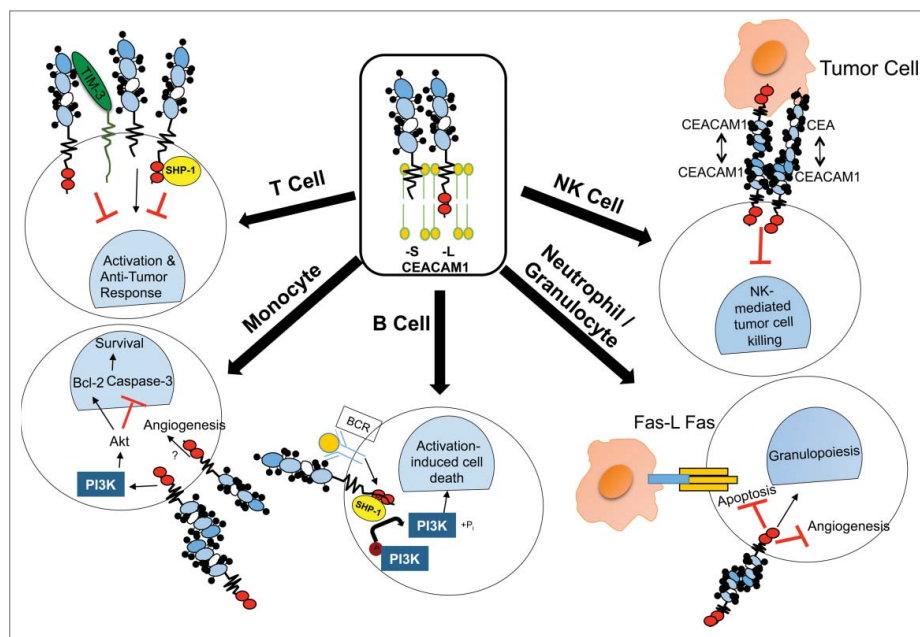 TIM-3
SHP-1
T Cell
Activation &
Anti-Tumor
Response
-S -L
CEACAM1
NK Cell
Tumor Cell
CEACAM1
CEA
CEACAM1
CEACAM1
NK-
mediated
tumor cell
killing
Monocyte
Survival
Bcl-2
Caspase-3
Akt
Angiogenesis
?
PI3K
B Cell
BCR
SHP-1
Activation-
induced cell
death
PI3K
+Pi
PI3K
Neutrophil /
Granulocyte
Fas-L Fas
Granulopoiesis
Apoptosis
Angiogenesis